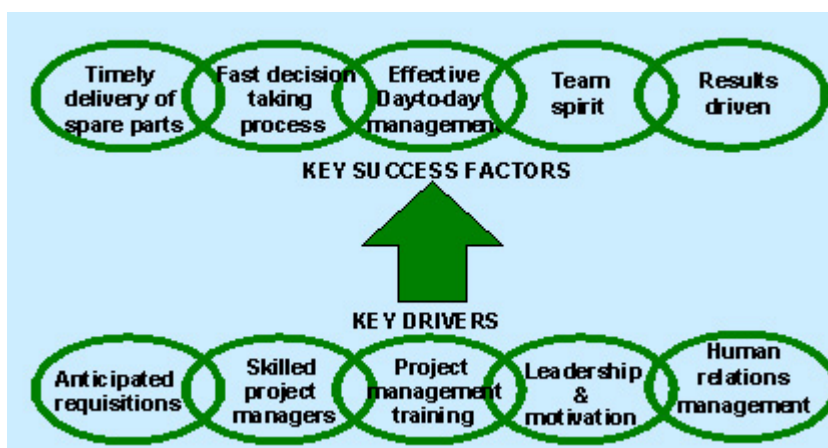 Timely
delivery of
spare parts
Fast decision
taking
process
Effective
Day-to-day
management
Team
spirit
Results
driven
KEY SUCCESS FACTORS
KEY DRIVERS
Anticipated
requisitions
Skilled
project
managers
Project
management
training
Leadership
&
motivation
Human
relations
management